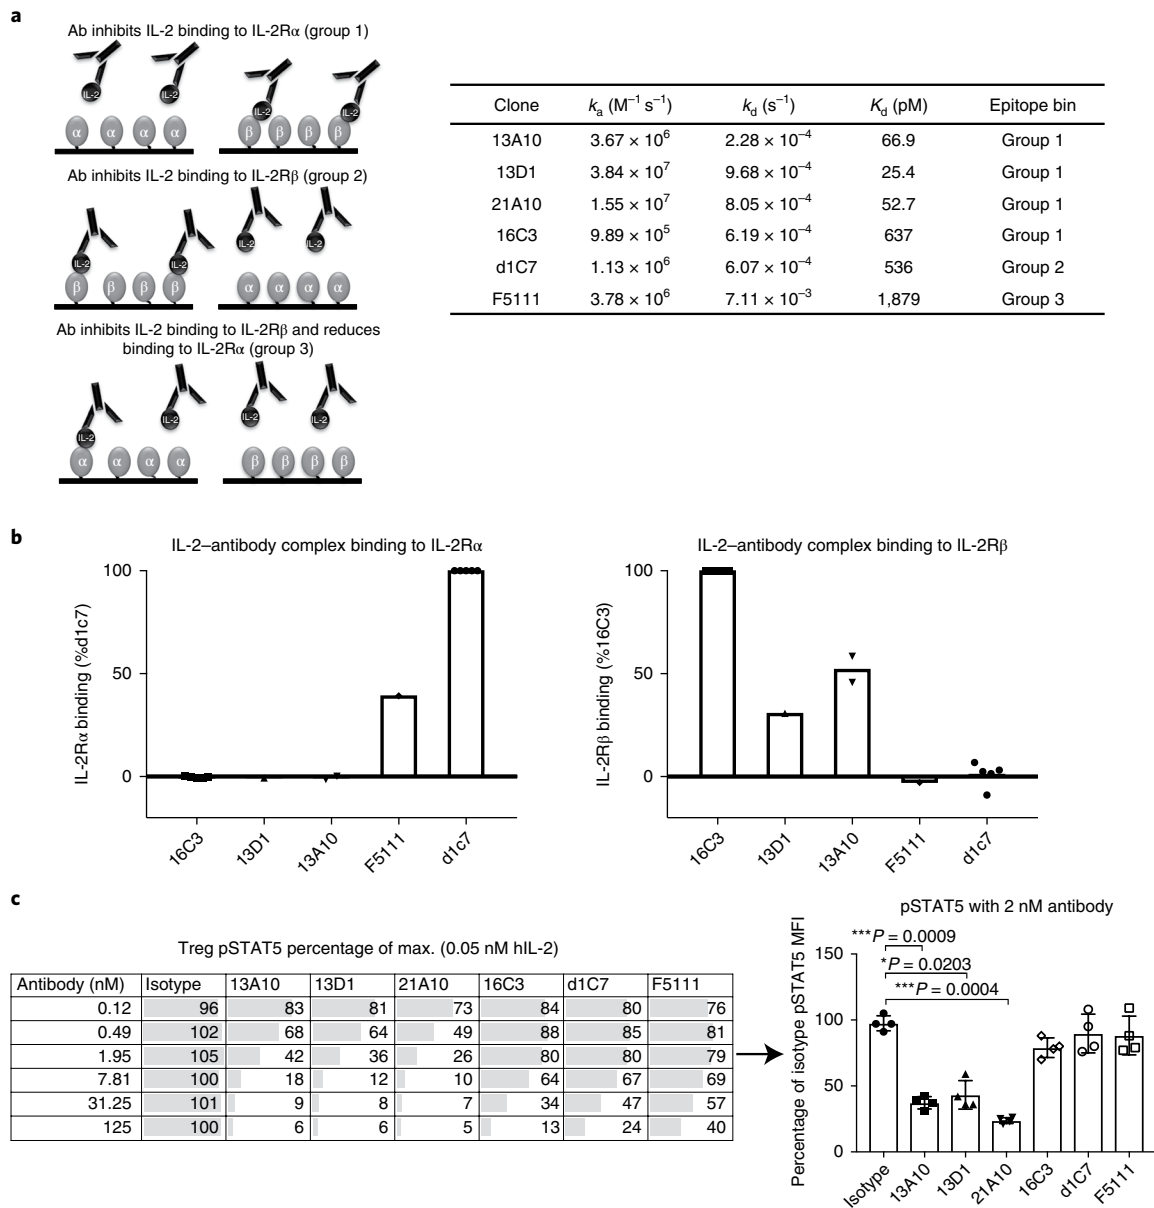 a
Ab inhibits IL-2 binding to IL-2Rα (group 1)
IL-2 IL-2 IL-2 IL-2
α α α α β β β β
Ab inhibits IL-2 binding to IL-2Rβ (group 2)
IL-2 IL-2 IL-2 IL-2
β β β β α α α α
Ab inhibits IL-2 binding to IL-2Rβ and reduces
binding to IL-2Rα (group 3)
IL-2 IL-2 IL-2 IL-2
α α α α β β β β
Clone kₐ (M⁻¹ s⁻¹) k_d (s⁻¹) K_d (pM) Epitope bin
13A10 3.67 × 10⁶ 2.28 × 10⁻⁴ 66.9 Group 1
13D1 3.84 × 10⁷ 9.68 × 10⁻⁴ 25.4 Group 1
21A10 1.55 × 10⁷ 8.05 × 10⁻⁴ 52.7 Group 1
16C3 9.89 × 10⁵ 6.19 × 10⁻⁴ 637 Group 1
d1C7 1.13 × 10⁶ 6.07 × 10⁻⁴ 536 Group 2
F5111 3.78 × 10⁶ 7.11 × 10⁻³ 1,879 Group 3
b
IL-2–antibody complex binding to IL-2Rα
IL-2Rα binding (%d1c7)
100
50
0
16C3 13D1 13A10 F5111 d1c7
IL-2–antibody complex binding to IL-2Rβ
IL-2Rβ binding (%16C3)
100
50
0
16C3 13D1 13A10 F5111 d1c7
c
Treg pSTAT5 percentage of max. (0.05 nM hIL-2)
Antibody (nM) Isotype 13A10 13D1 21A10 16C3 d1C7 F5111
0.12 96 83 81 73 84 80 76
0.49 102 68 64 49 88 85 81
1.95 105 42 36 26 80 80 79
7.81 100 18 12 10 64 67 69
31.25 101 9 8 7 34 47 57
125 100 6 6 5 13 24 40
pSTAT5 with 2 nM antibody
Percentage of isotype pSTAT5 MFI
***P = 0.0009
*P = 0.0203
***P = 0.0004
150
100
50
0
Isotype 13A10 13D1 21A10 16C3 d1C7 F5111